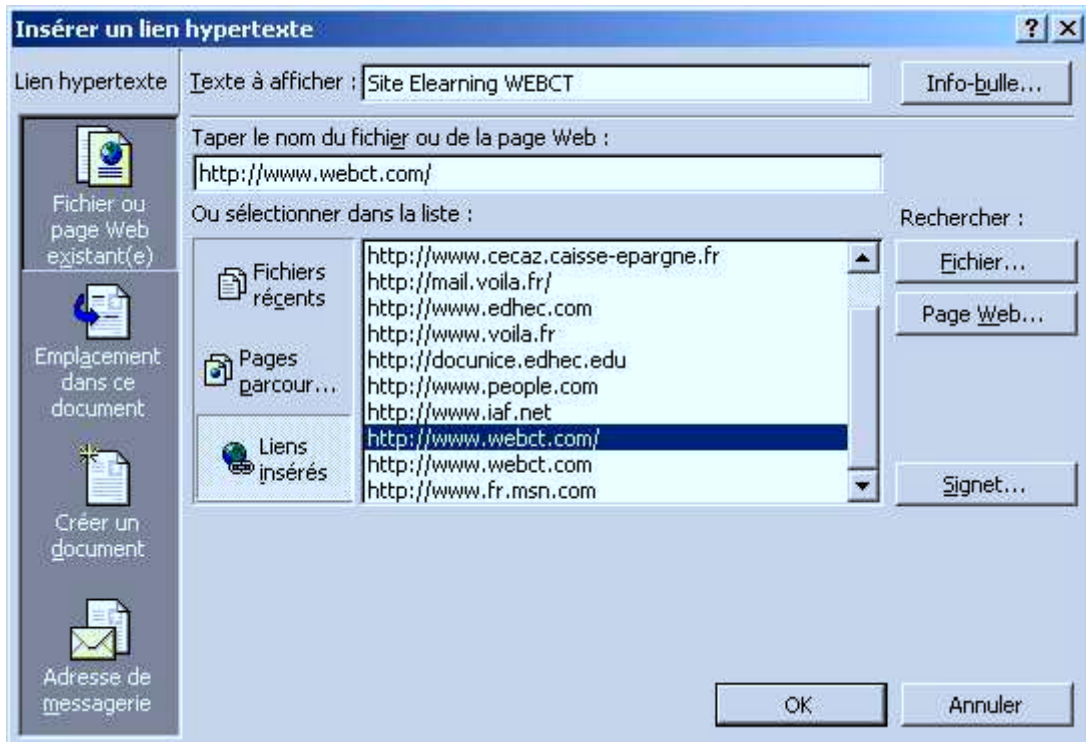 Insérer un lien hypertexte
Lien hypertexte
Texte à afficher :
Site Elearning WEBCT
Info-bulle...
Taper le nom du fichier ou de la page Web :
http://www.webct.com/
Ou sélectionner dans la liste :
Rechercher :
Fichier ou
page Web
existant(e)
Emplacement
dans ce
document
Créer un
document
Adresse de
messagerie
Fichiers
récents
Pages
parcour...
Liens
insérés
http://www.cecaz.caisse-epargne.fr
http://mail.voila.fr/
http://www.edhec.com
http://www.voila.fr
http://docunice.edhec.edu
http://www.people.com
http://www.iaf.net
http://www.webct.com/
http://www.webct.com
http://www.fr.msn.com
Fichier...
Page Web...
Signet...
OK
Annuler